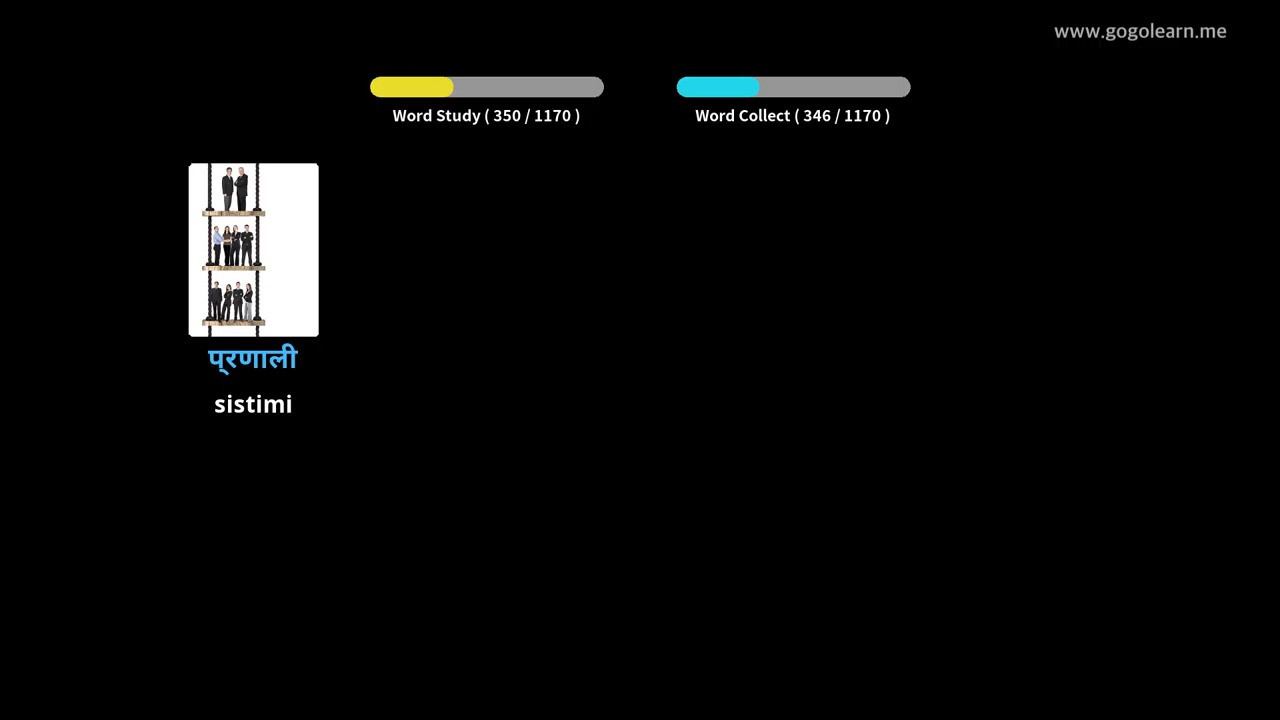 www.gogolearn.me
Word Study ( 350 / 1170 )
Word Collect ( 346 / 1170 )
प्रणाली
sistimi